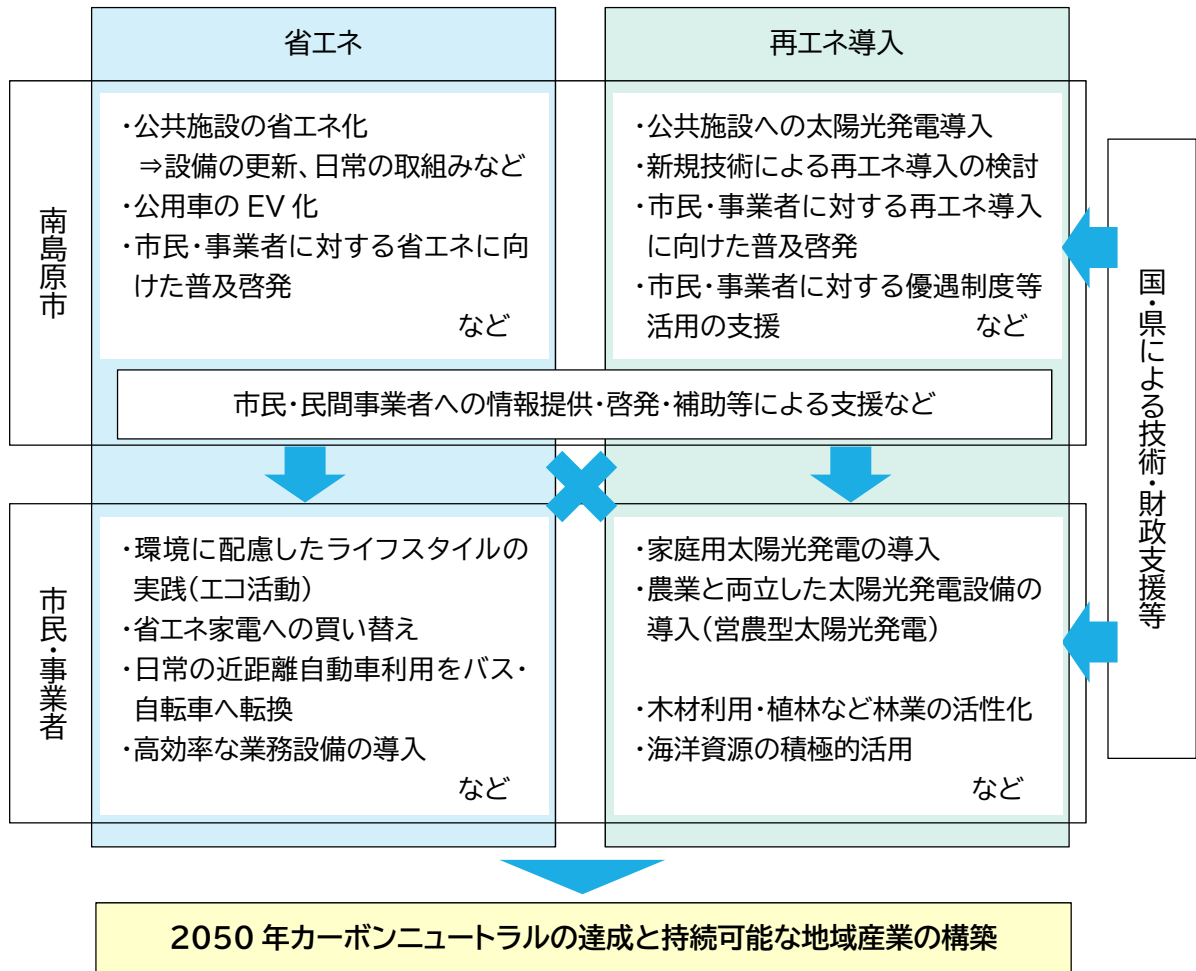 省エネ
再エネ導入
南島原市
・公共施設の省エネ化
⇒設備の更新、日常の取組みなど
・公用車の EV 化
・市民・事業者に対する省エネに向
けた普及啓発
など
・公共施設への太陽光発電導入
・新規技術による再エネ導入の検討
・市民・事業者に対する再エネ導入
に向けた普及啓発
・市民・事業者に対する優遇制度等
活用の支援 など
市民・民間事業者への情報提供・啓発・補助等による支援など
市民・事業者
・環境に配慮したライフスタイルの
実践(エコ活動)
・省エネ家電への買い替え
・日常の近距離自動車利用をバス・
自転車へ転換
・高効率な業務設備の導入
など
・家庭用太陽光発電の導入
・農業と両立した太陽光発電設備の
導入(営農型太陽光発電)
・木材利用・植林など林業の活性化
・海洋資源の積極的活用
など
国・県による技術・財政支援等
2050 年カーボンニュートラルの達成と持続可能な地域産業の構築